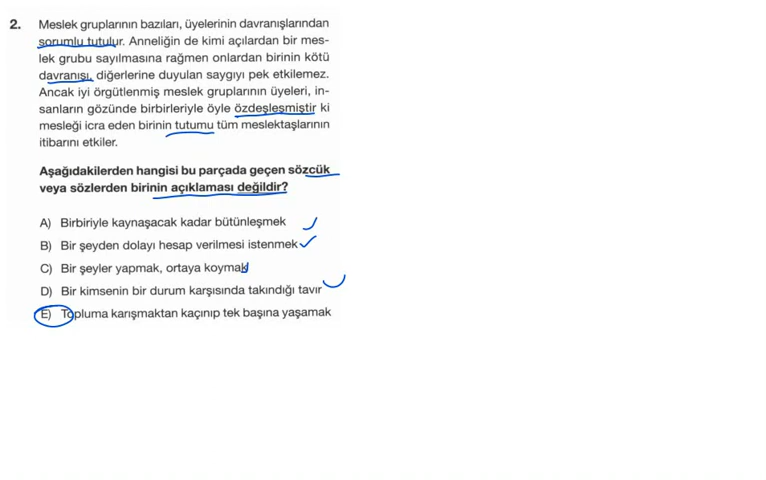 2. Meslek gruplarının bazıları, üyelerinin davranışlarından
sorumlu tutulur. Anneliğin de kimi açılardan bir mes-
lek grubu sayılmasına rağmen onlardan birinin kötü
davranışı, diğerlerine duyulan saygıyı pek etkilemez.
Ancak iyi örgütlenmiş meslek gruplarının üyeleri, in-
sanların gözünde birbirleriyle öyle özdeşleşmiştir ki
mesleği icra eden birinin tutumu tüm meslektaşlarının
itibarını etkiler.
Aşağıdakilerden hangisi bu parçada geçen sözcük
veya sözlerden birinin açıklaması değildir?
A) Birbiriyle kaynaşacak kadar bütünleşmek
B) Bir şeyden dolayı hesap verilmesi istenmek
C) Bir şeyler yapmak, ortaya koymak
D) Bir kimsenin bir durum karşısında takındığı tavır
E) Topluma karışmaktan kaçınıp tek başına yaşamak